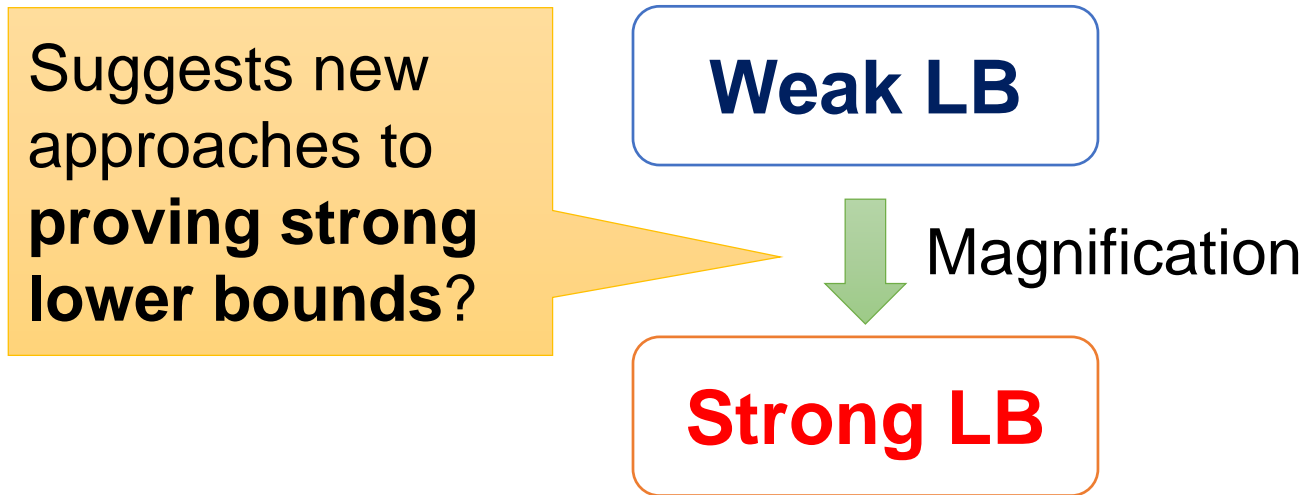 Suggests new
approaches to
proving strong
lower bounds?
Weak LB
Magnification
Strong LB